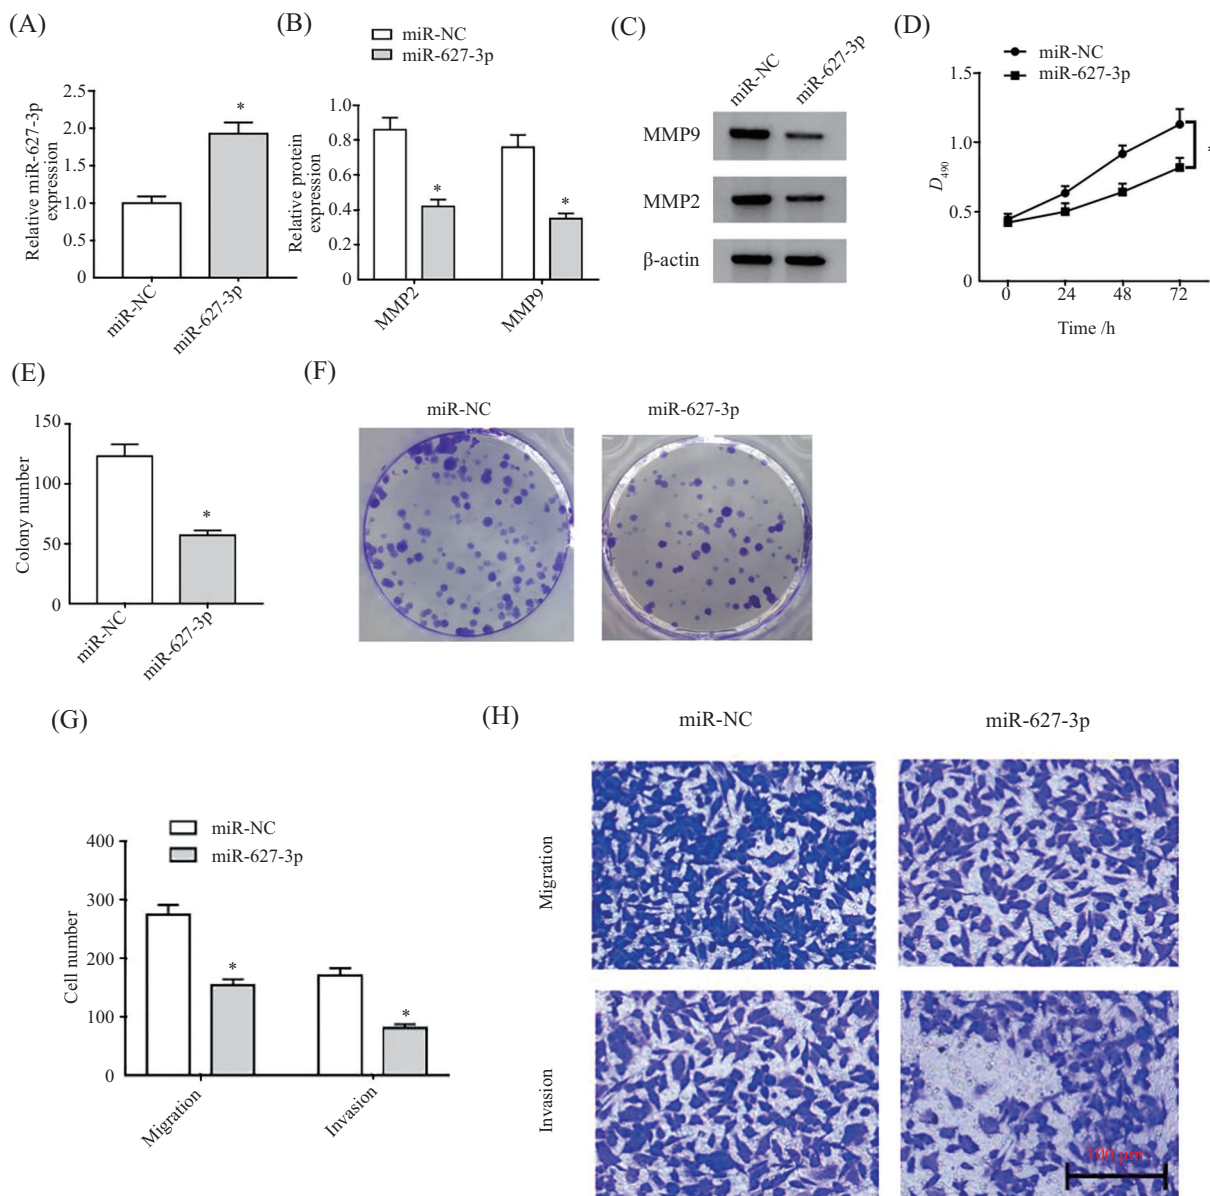 (A)
Relative miR-627-3p
expression
2.5
2.0
1.5
1.0
0.5
0
*
miR-NC
miR-627-3p
(B)
miR-NC
miR-627-3p
Relative protein
expression
1.0
0.8
0.6
0.4
0.2
0
*
*
MMP2
MMP9
(C)
miR-NC
miR-627-3p
MMP9
MMP2
β-actin
(D)
miR-NC
miR-627-3p
D490
1.5
1.0
0.5
0
0
24
48
72
Time /h
(E)
Colony number
150
100
50
0
*
miR-NC
miR-627-3p
(F)
miR-NC
miR-627-3p
(G)
miR-NC
miR-627-3p
Cell number
400
300
200
100
0
*
*
Migration
Invasion
(H)
miR-NC
miR-627-3p
Migration
Invasion
100 μm